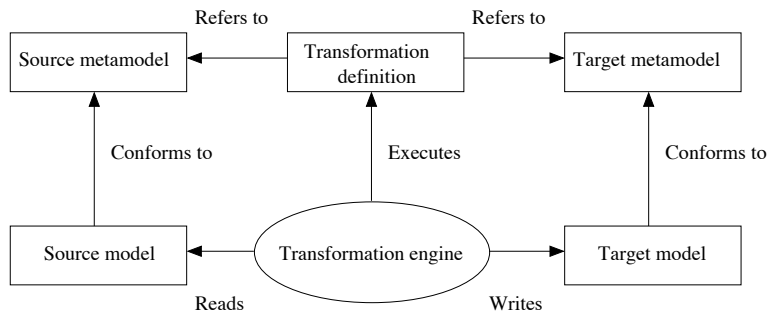 Refers to
Refers to
Source metamodel
Transformation
definition
Target metamodel
Conforms to
Executes
Conforms to
Source model
Transformation engine
Target model
Reads
Writes